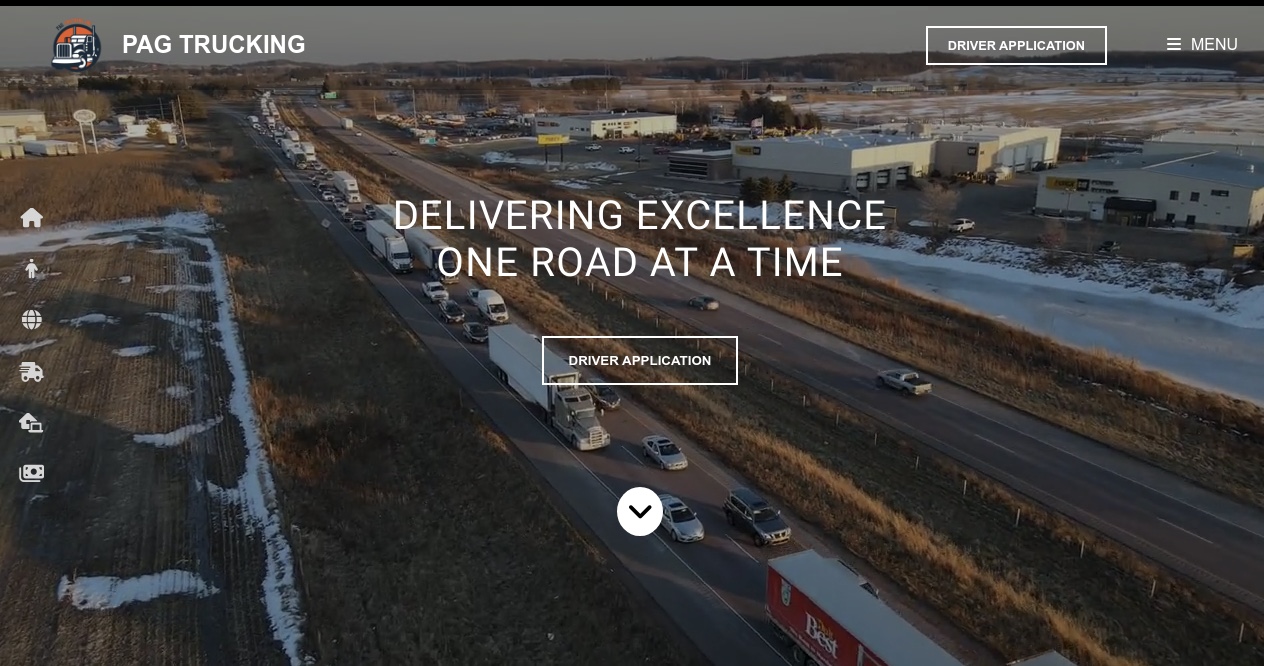 PAG TRUCKING
DRIVER APPLICATION
MENU
DELIVERING EXCELLENCE
ONE ROAD AT A TIME
DRIVER APPLICATION
Best